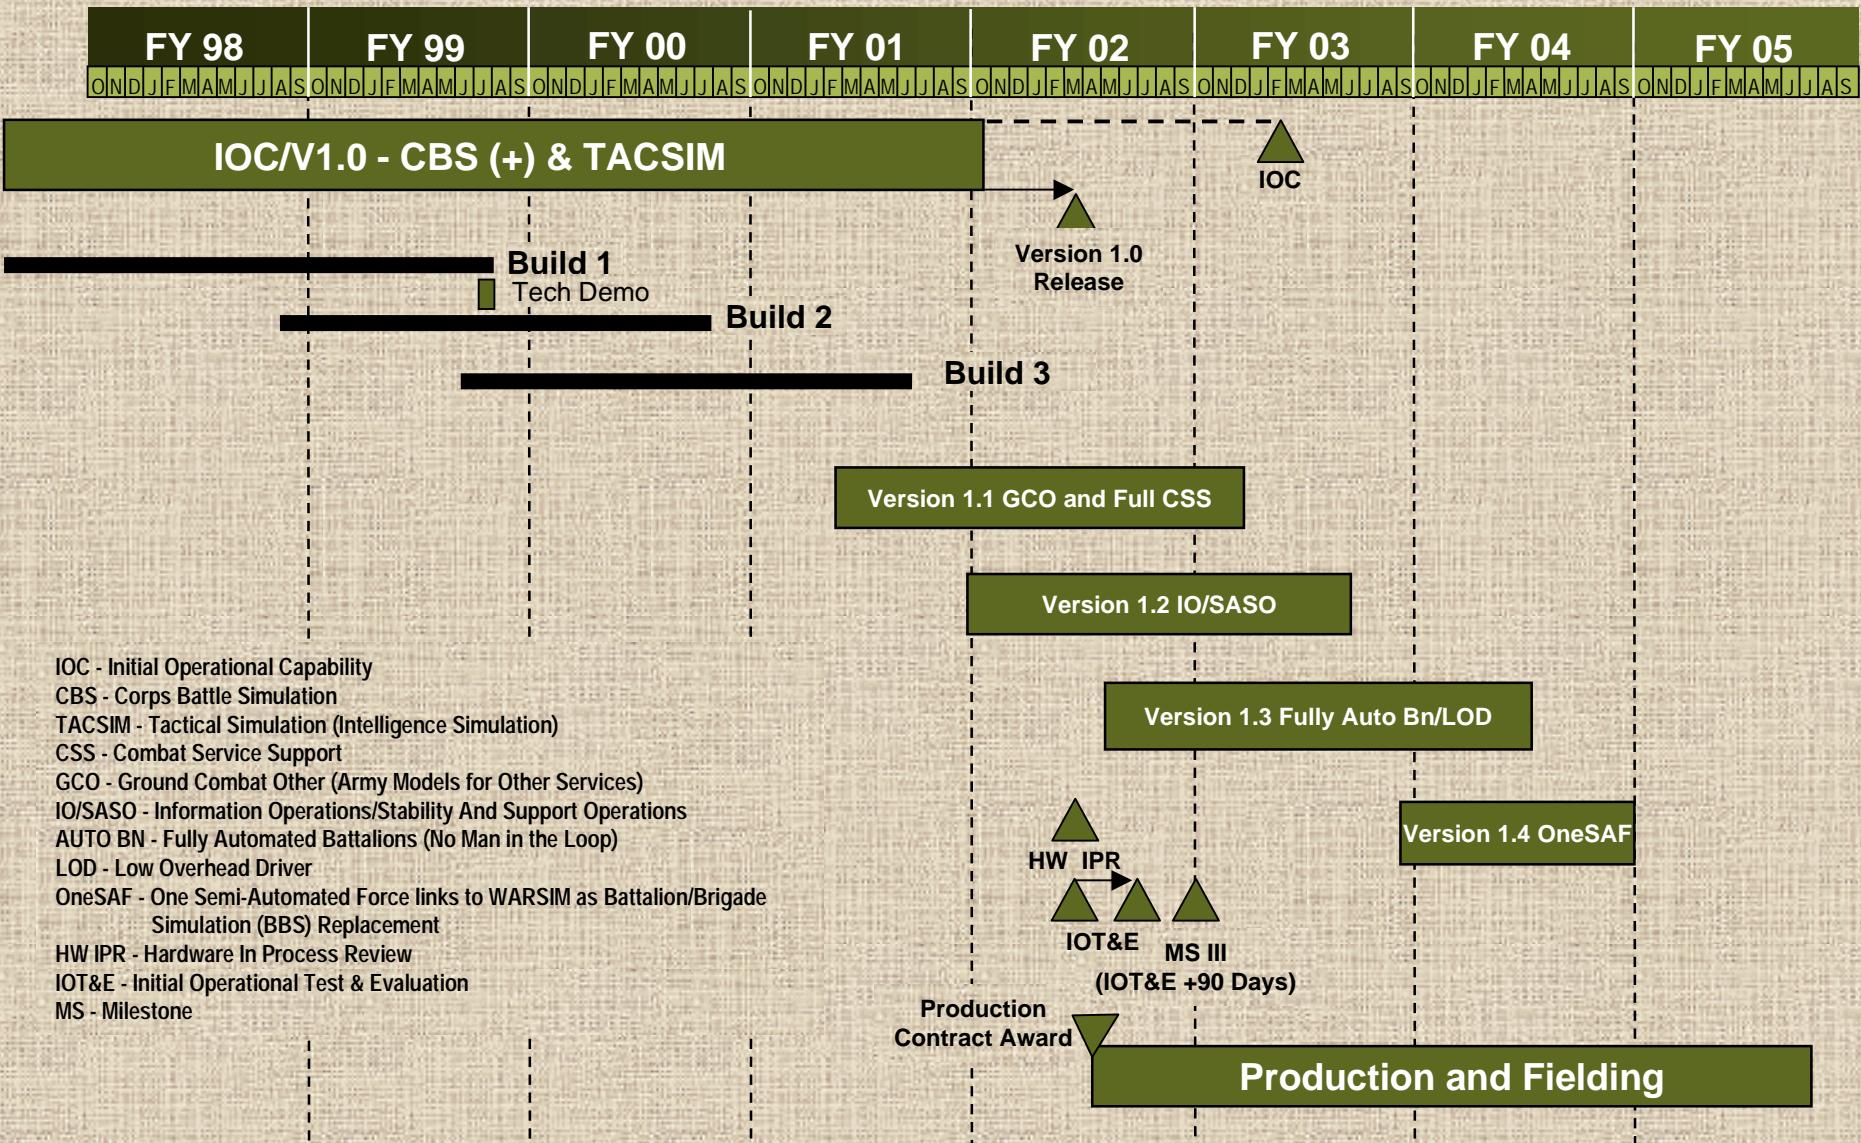 FY 98 FY 99 FY 00 FY 01 FY 02 FY 03 FY 04 FY 05
O N D J F M A M J J A S O N D J F M A M J J A S O N D J F M A M J J A S O N D J F M A M J J A S O N D J F M A M J J A S O N D J F M A M J J A S O N D J F M A M J J A S O N D J F M A M J J A S
IOC/V1.0 - CBS (+) & TACSIM
IOC
Version 1.0
Release
Build 1
Tech Demo
Build 2
Build 3
Version 1.1 GCO and Full CSS
Version 1.2 IO/SASO
Version 1.3 Fully Auto Bn/LOD
Version 1.4 OneSAF
IOC - Initial Operational Capability
CBS - Corps Battle Simulation
TACSIM - Tactical Simulation (Intelligence Simulation)
CSS - Combat Service Support
GCO - Ground Combat Other (Army Models for Other Services)
IO/SASO - Information Operations/Stability And Support Operations
AUTO BN - Fully Automated Battalions (No Man in the Loop)
LOD - Low Overhead Driver
OneSAF - One Semi-Automated Force links to WARSIM as Battalion/Brigade
Simulation (BBS) Replacement
HW IPR - Hardware In Process Review
IOT&E - Initial Operational Test & Evaluation
MS - Milestone
HW IPR
IOT&E
MS III
(IOT&E +90 Days)
Production
Contract Award
Production and Fielding